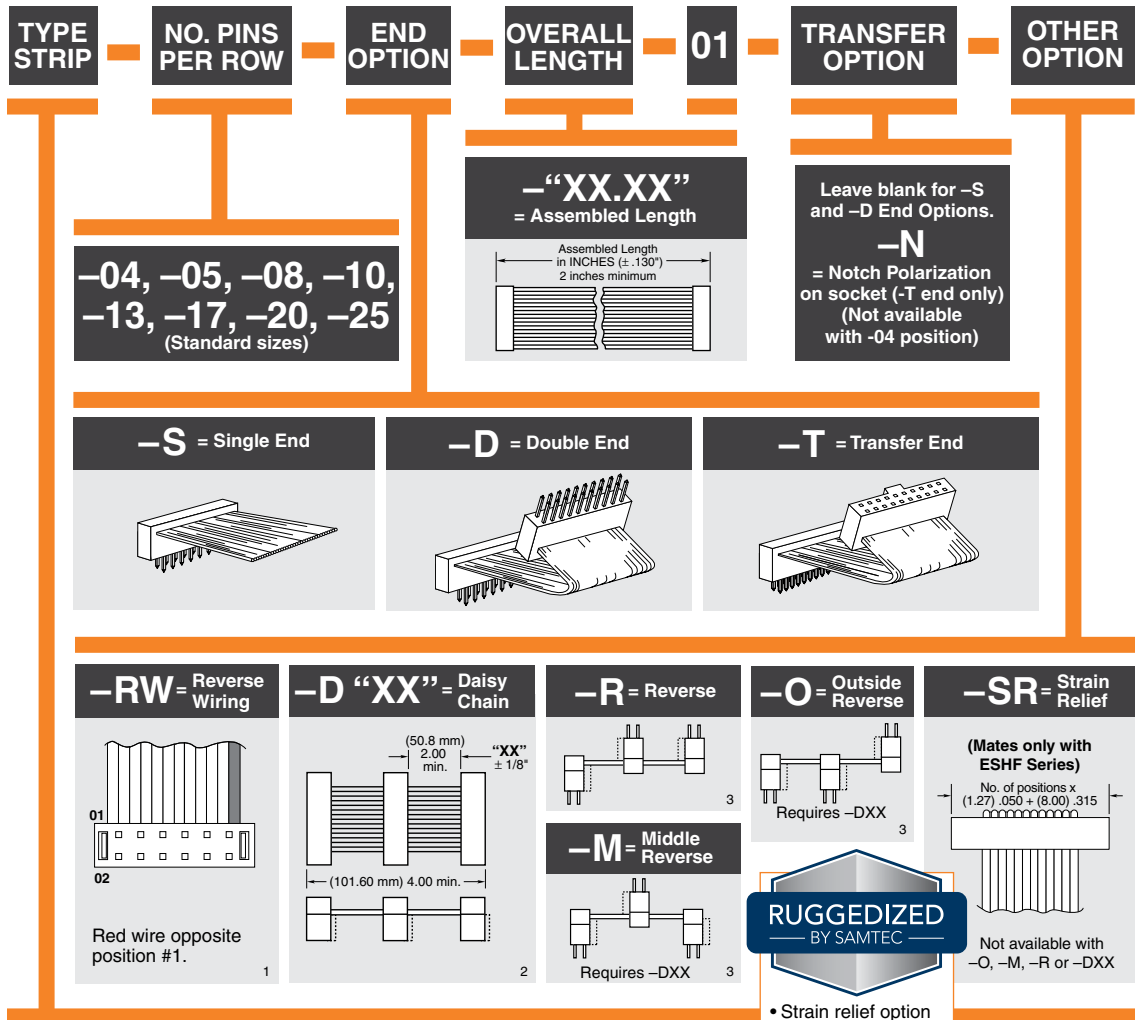 TYPE
STRIP
NO. PINS
PER ROW
END
OPTION
OVERALL
LENGTH
01
TRANSFER
OPTION
OTHER
OPTION
–“XX.XX”
= Assembled Length
Assembled Length
in INCHES (± .130")
2 inches minimum
Leave blank for –S
and –D End Options.
–N
= Notch Polarization
on socket (-T end only)
(Not available
with -04 position)
–04, –05, –08, –10,
–13, –17, –20, –25
(Standard sizes)
–S = Single End
–D = Double End
–T = Transfer End
–RW = Reverse
Wiring
01
02
Red wire opposite
position #1.
1
–D “XX” = Daisy
Chain
(50.8 mm)
2.00
min.
“XX”
± 1/8"
(101.60 mm) 4.00 min.
2
–R = Reverse
3
–M = Middle
Reverse
Requires –DXX
3
–O = Outside
Reverse
Requires –DXX
3
–SR = Strain
Relief
(Mates only with
ESHF Series)
No. of positions x
(1.27) .050 + (8.00) .315
Not available with
–O, –M, –R or –DXX
RUGGEDIZED
BY SAMTEC
• Strain relief option